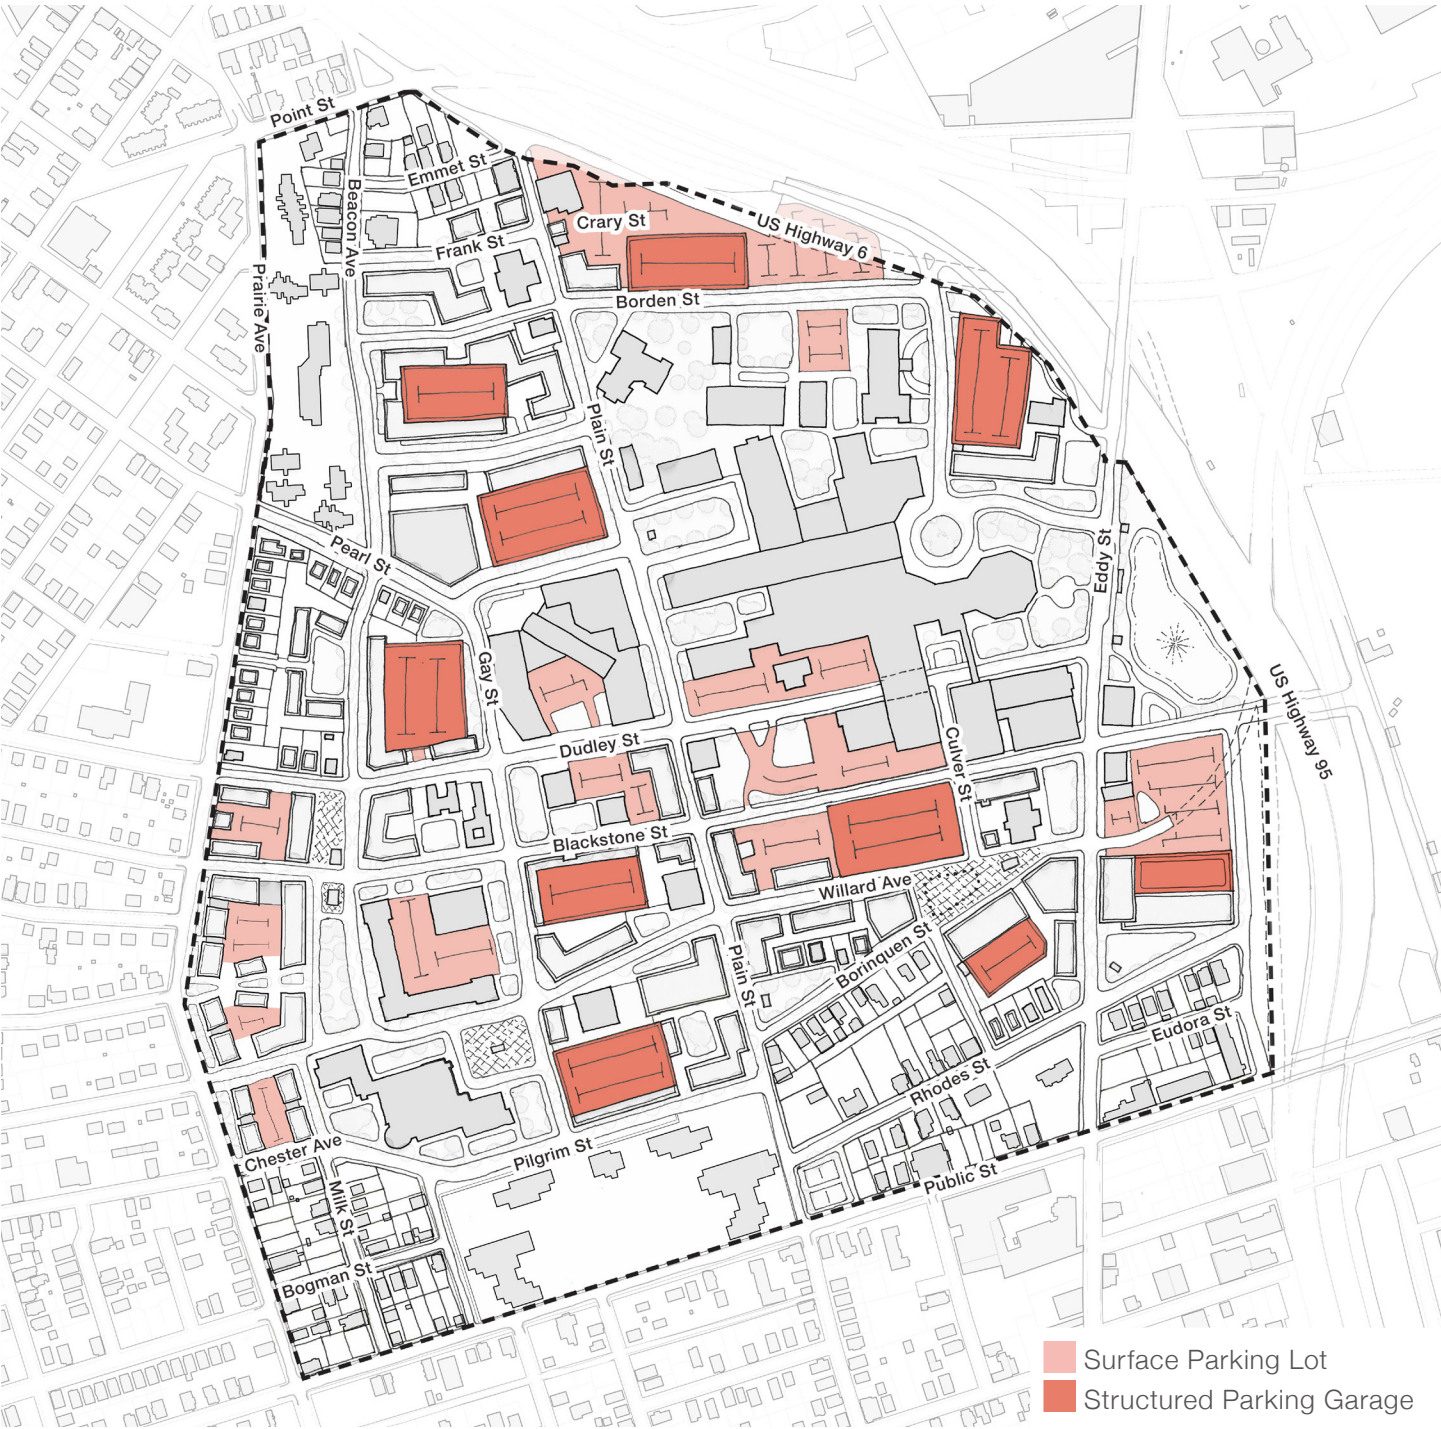 Point St
Emmet St
Beacon Ave
Crary St
US Highway 6
Frank St
Prairie Ave
Borden St
Plain St
Pearl St
Eddy St
Gay St
US Highway 95
Dudley St
Culver St
Blackstone St
Willard Ave
Borinquen St
Plain St
Eudora St
Rhodes St
Chester Ave
Pilgrim St
Public St
Milk St
Bogman St
Surface Parking Lot
Structured Parking Garage